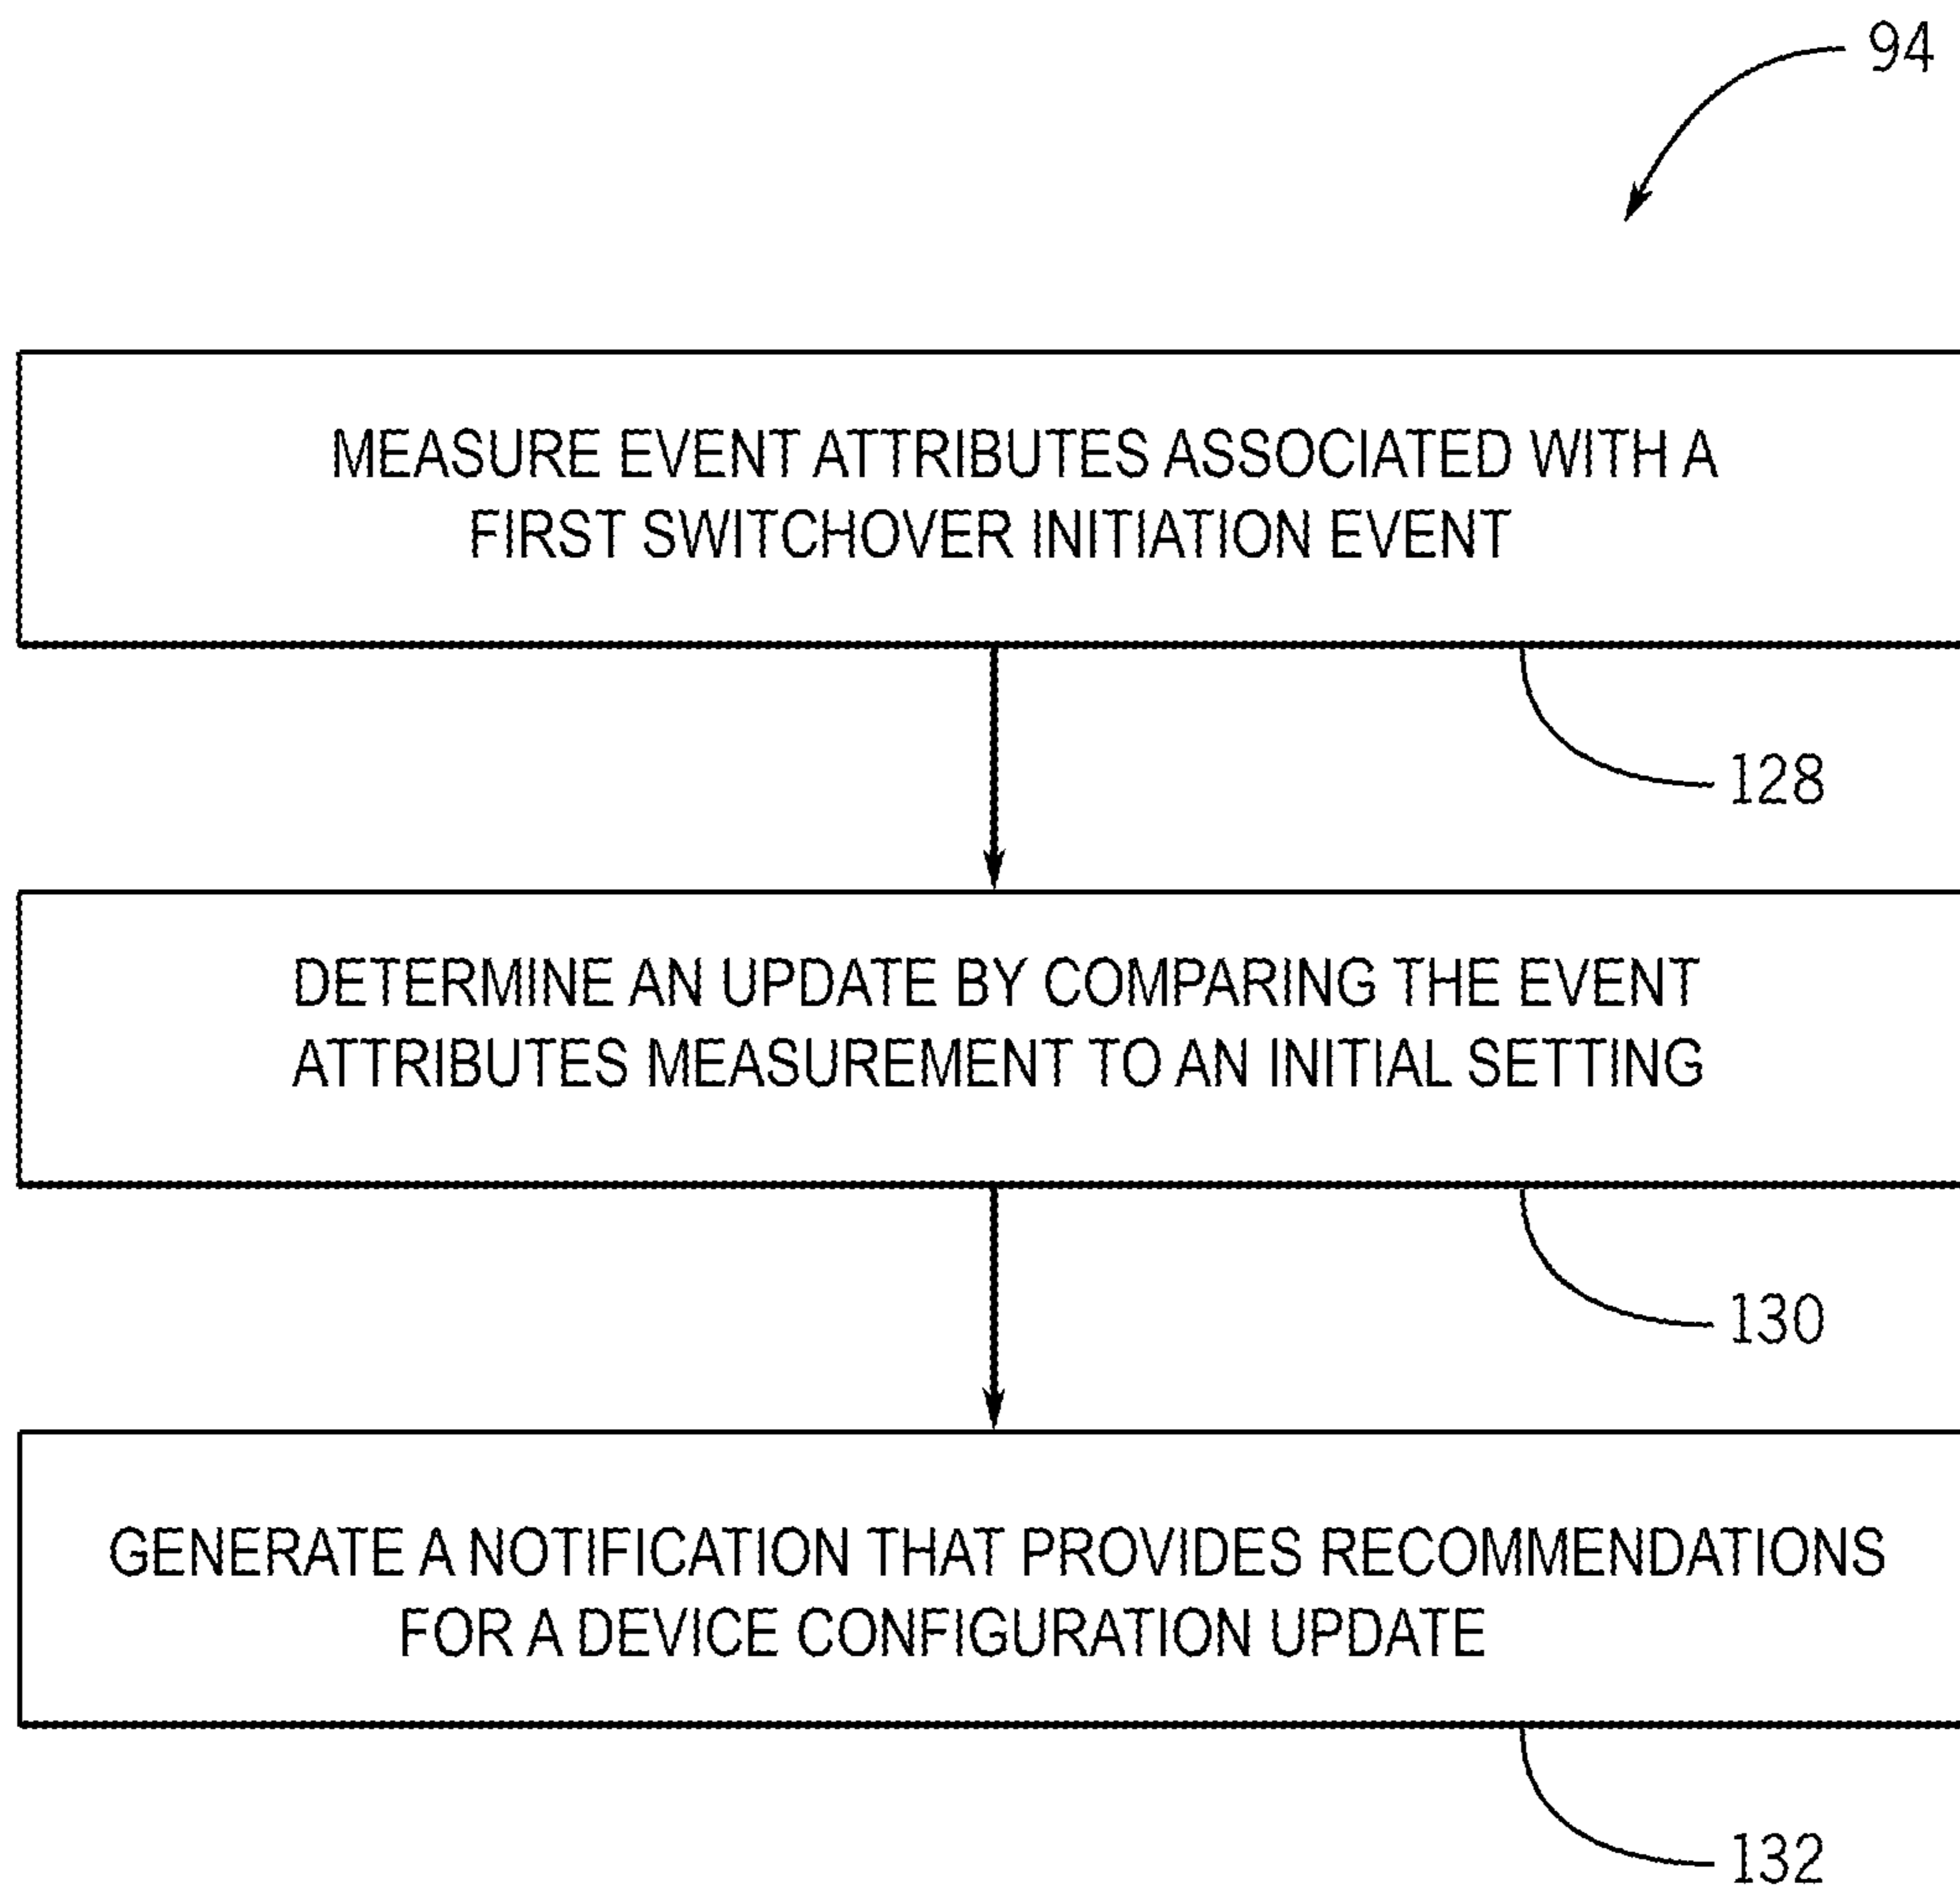 94
MEASURE EVENT ATTRIBUTES ASSOCIATED WITH A
FIRST SWITCHOVER INITIATION EVENT
128
DETERMINE AN UPDATE BY COMPARING THE EVENT
ATTRIBUTES MEASUREMENT TO AN INITIAL SETTING
130
GENERATE A NOTIFICATION THAT PROVIDES RECOMMENDATIONS
FOR A DEVICE CONFIGURATION UPDATE
132